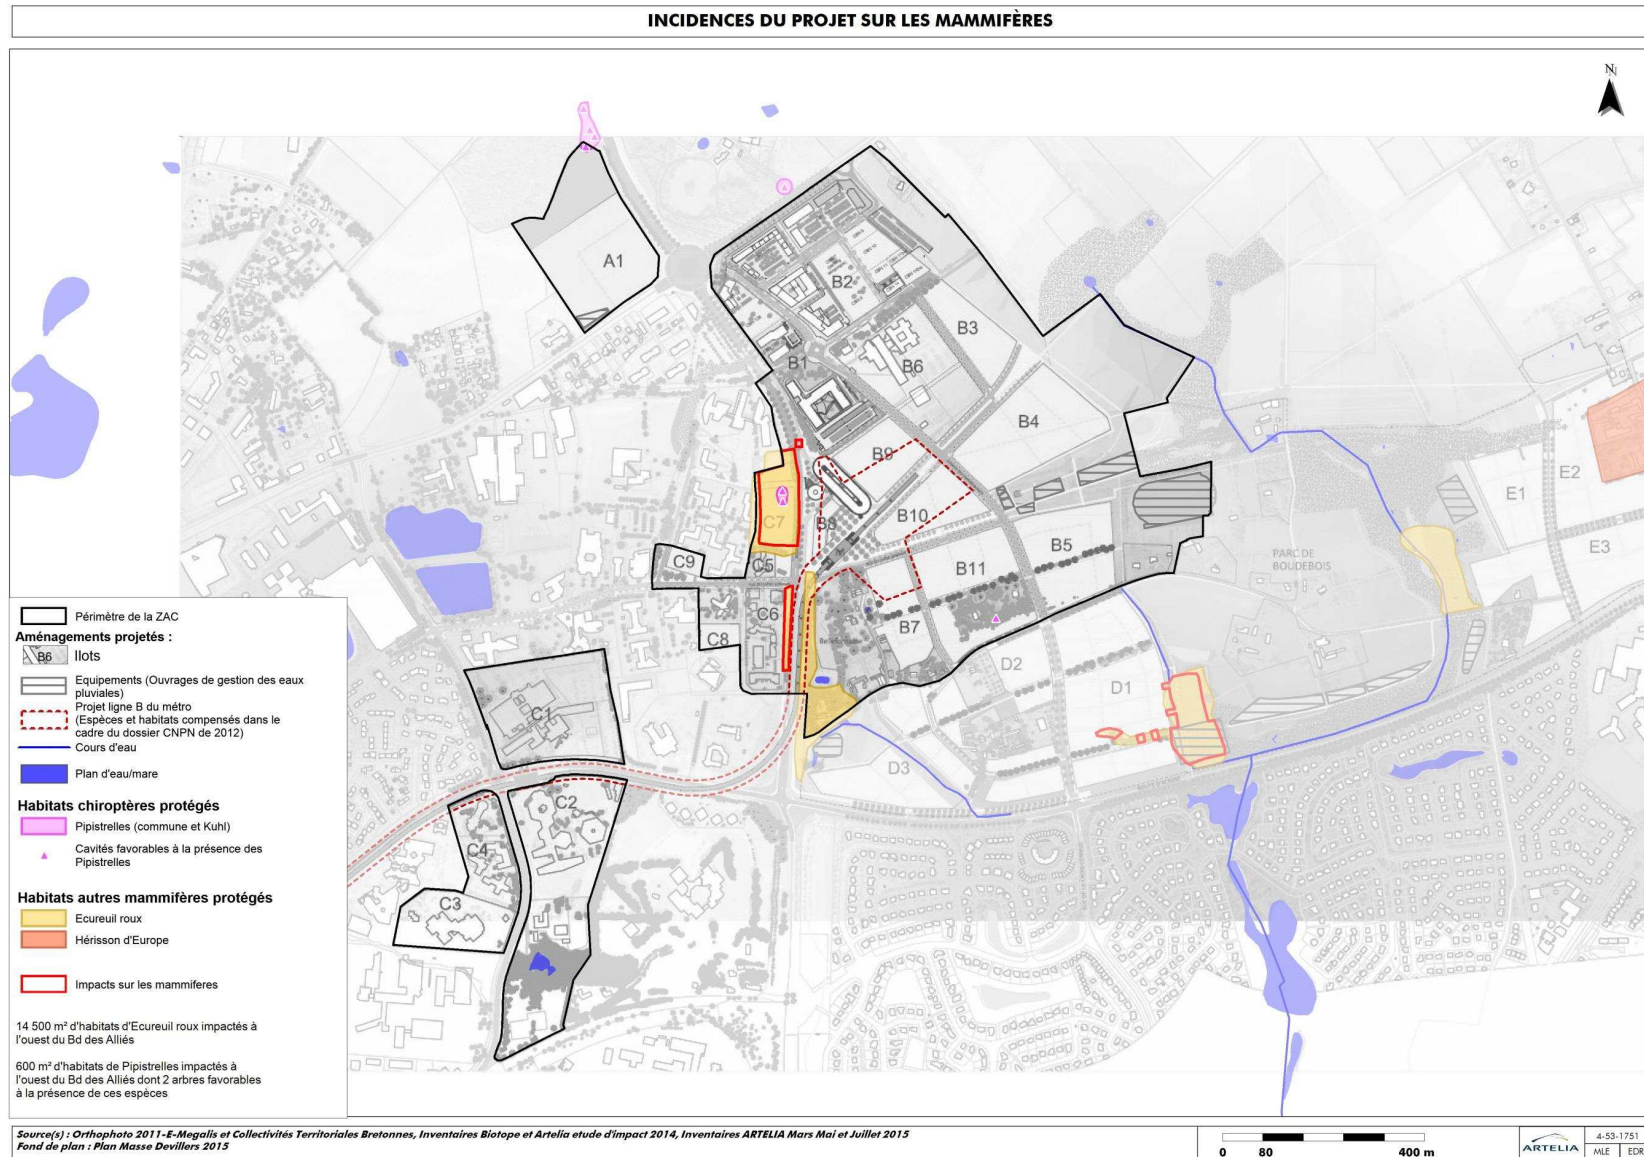 INCIDENCES DU PROJET SUR LES MAMMIFÈRES
N
A1
B2
B3
B1
B6
B4
B9
E2
E1
C7
B8
B10
B5
E3
PARC DE
BOUDEBOIS
C9
C5
B11
C6
B7
C8
D2
D1
C1
D3
C2
C4
C3
Périmètre de la ZAC
Aménagements projetés :
B6
Ilots
Equipements (Ouvrages de gestion des eaux
pluviales)
Projet ligne B du métro
(Espèces et habitats compensés dans le
cadre du dossier CNPN de 2012)
Cours d'eau
Plan d'eau/mare
Habitats chiroptères protégés
Pipistrelles (commune et Kuhl)
Cavités favorables à la présence des
Pipistrelles
Habitats autres mammifères protégés
Ecureuil roux
Hérisson d'Europe
Impacts sur les mammiferes
14 500 m² d'habitats d'Ecureuil roux impactés à
l'ouest du Bd des Alliés
600 m² d'habitats de Pipistrelles impactés à
l'ouest du Bd des Alliés dont 2 arbres favorables
à la présence de ces espèces
Source(s) : Orthophoto 2011-E-Megalis et Collectivités Territoriales Bretonnes, Inventaires Biotope et Artelia etude d'impact 2014, Inventaires ARTELIA Mars Mai et Juillet 2015
Fond de plan : Plan Masse Devillers 2015
0 80 400 m
ARTELIA
4-53-1751
MLE EDR